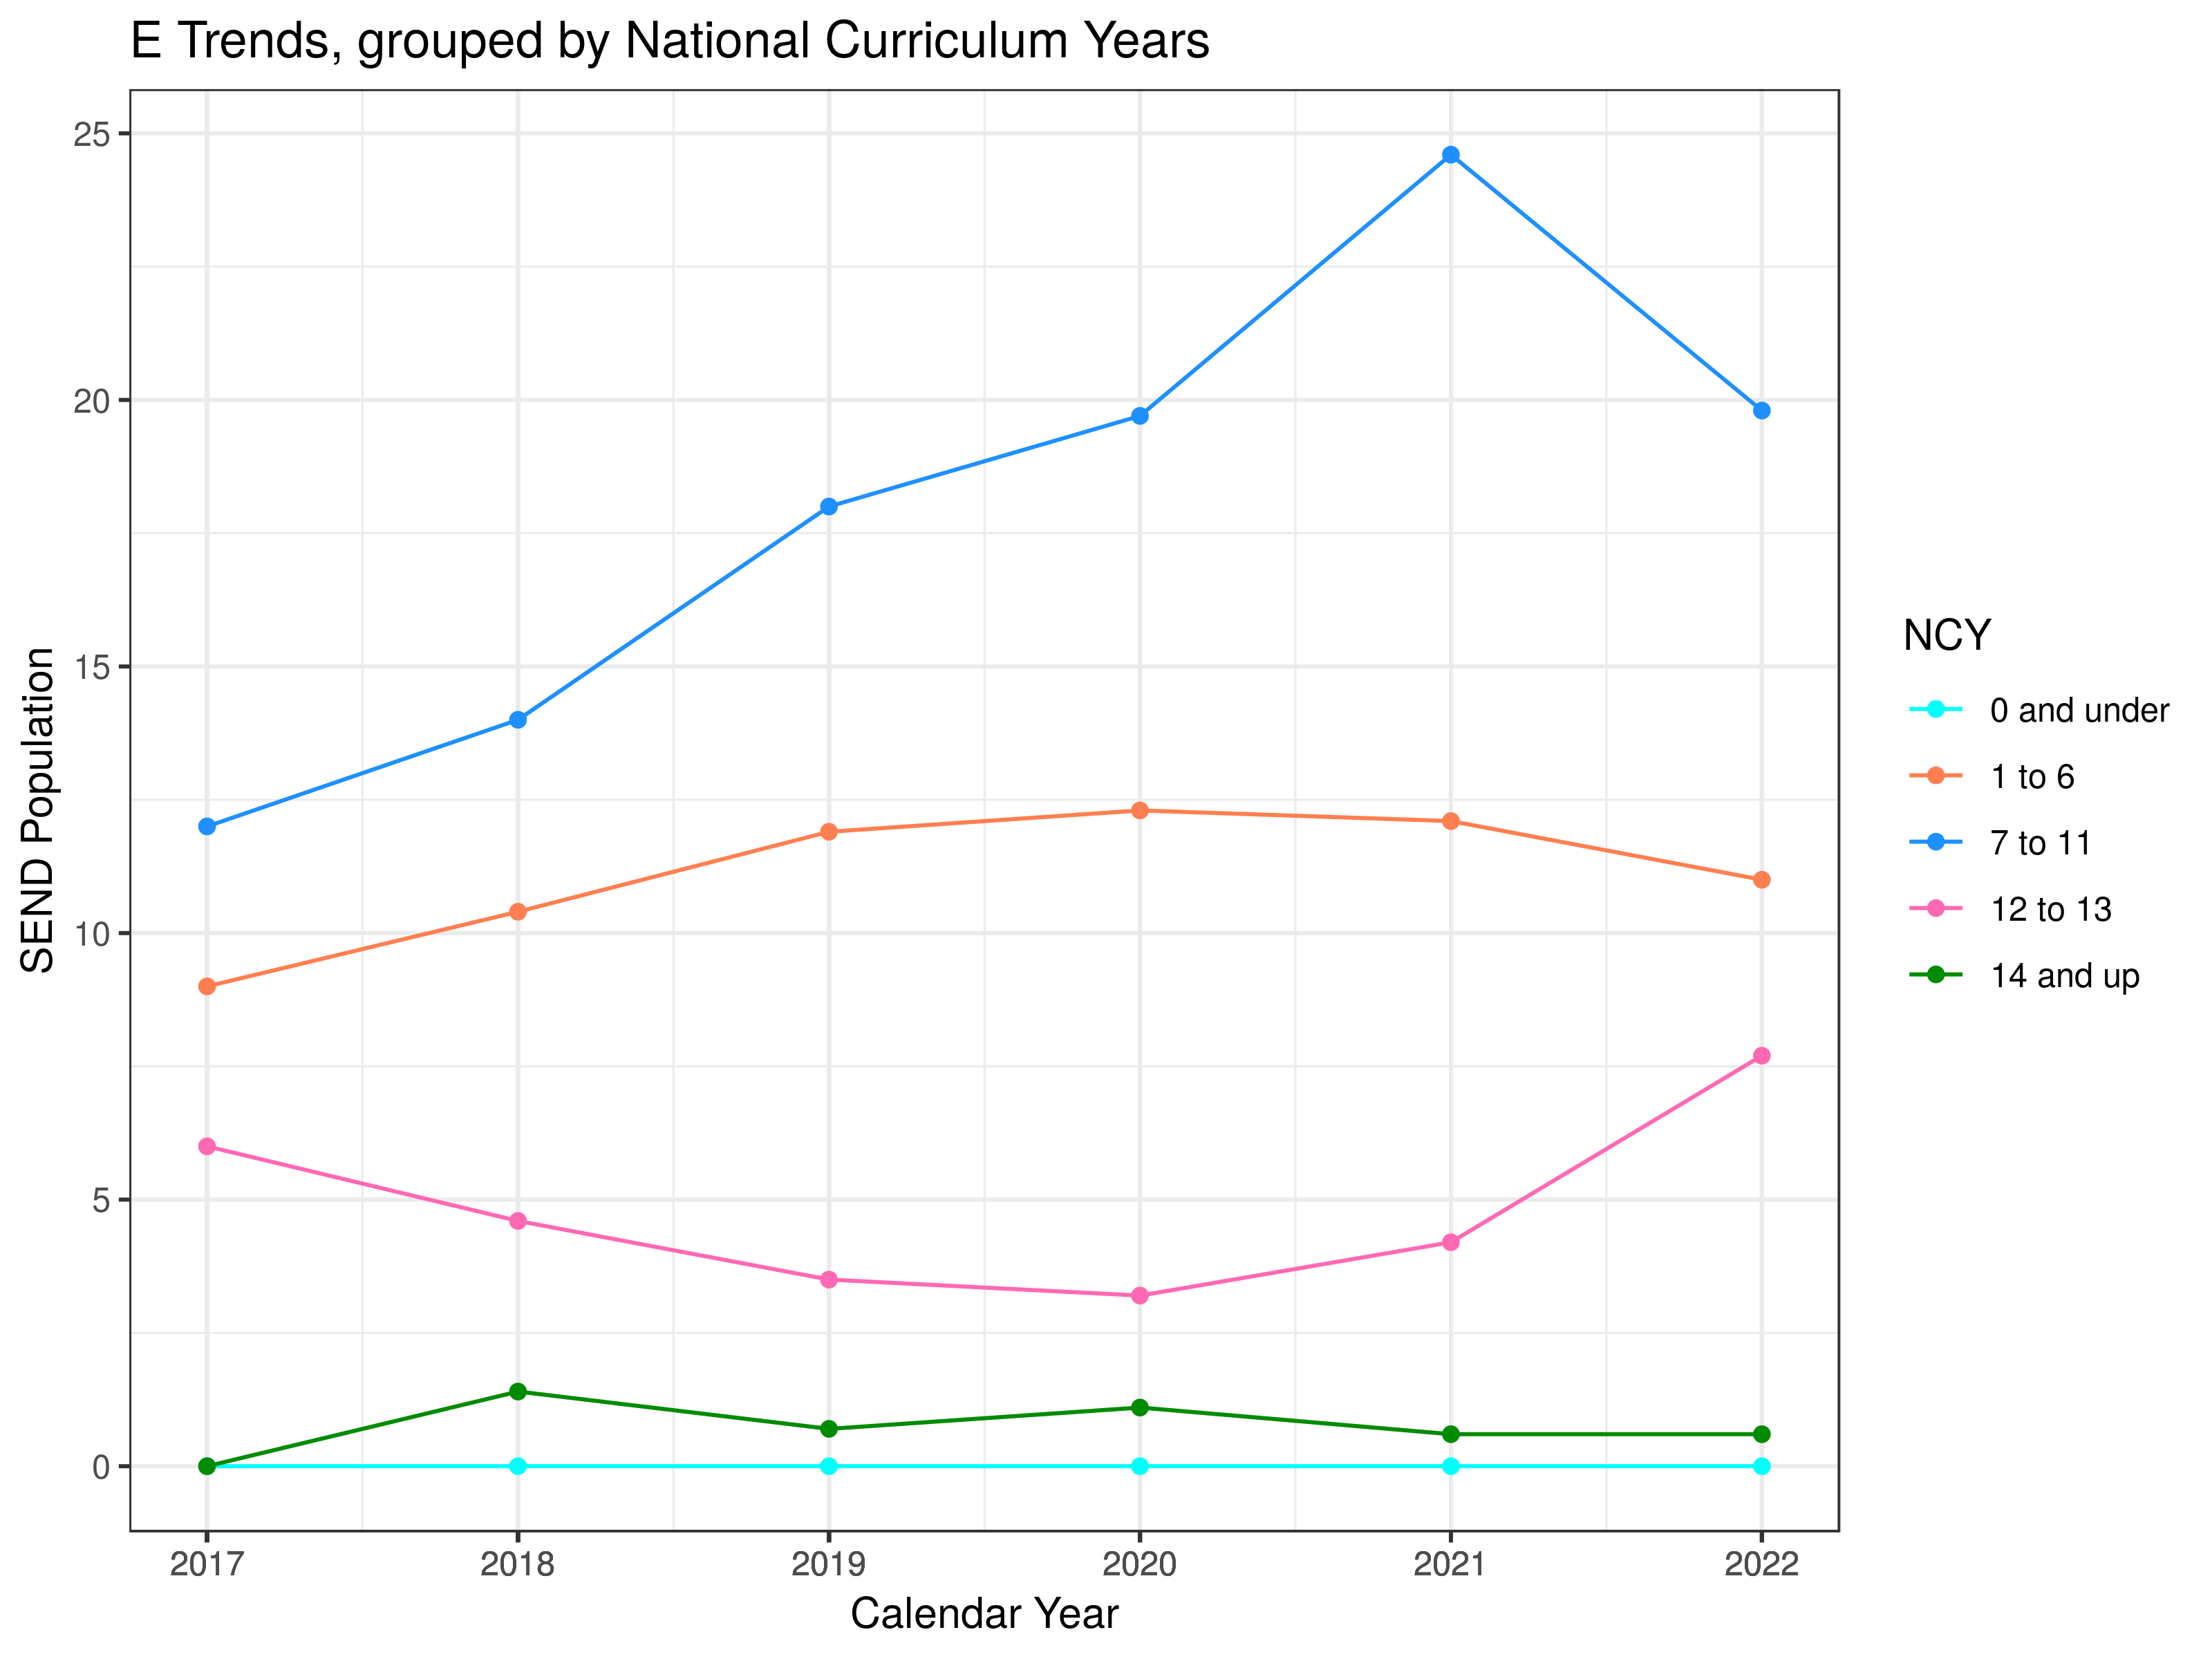 E Trends, grouped by National Curriculum Years
SEND Population
25
20
15
10
5
0
2017 2018 2019 2020 2021 2022
Calendar Year
NCY
0 and under
1 to 6
7 to 11
12 to 13
14 and up